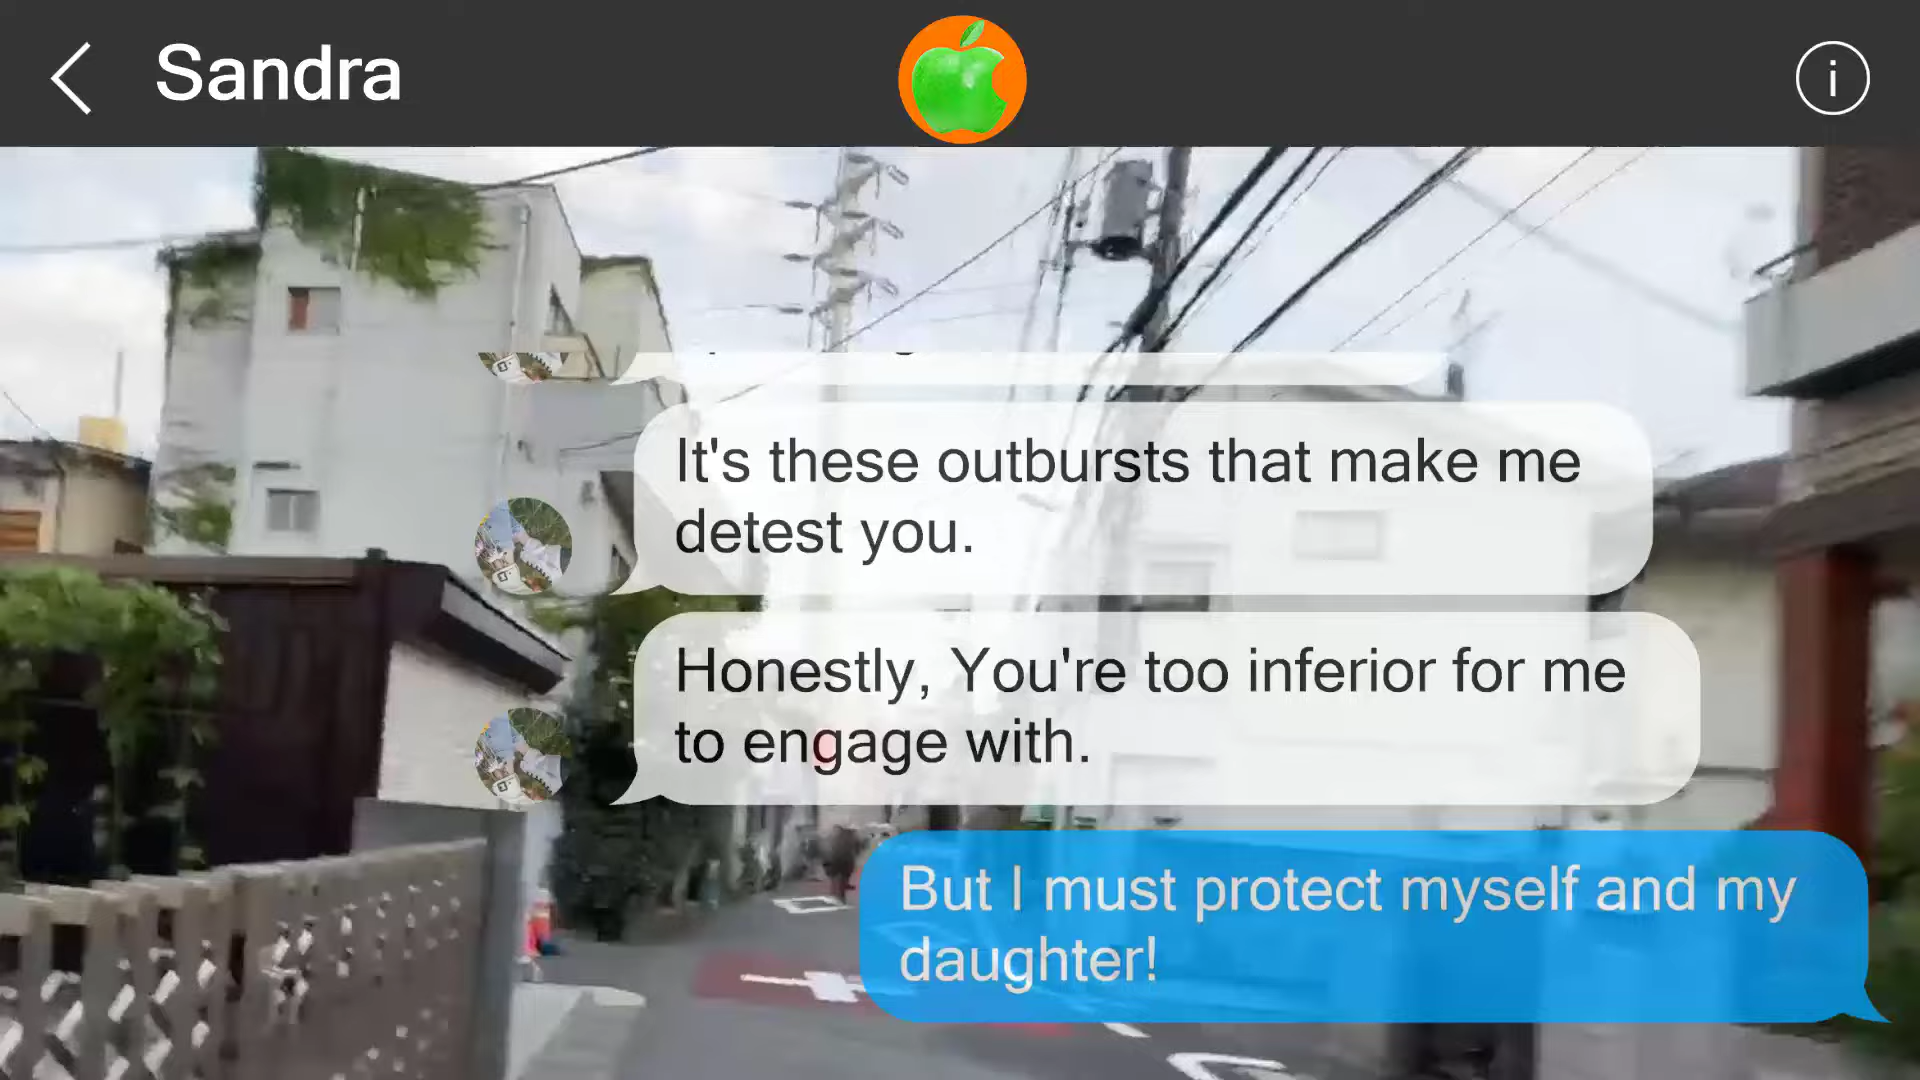 Sandra
It's these outbursts that make me
detest you.
Honestly, You're too inferior for me
to engage with.
But I must protect myself and my
daughter!